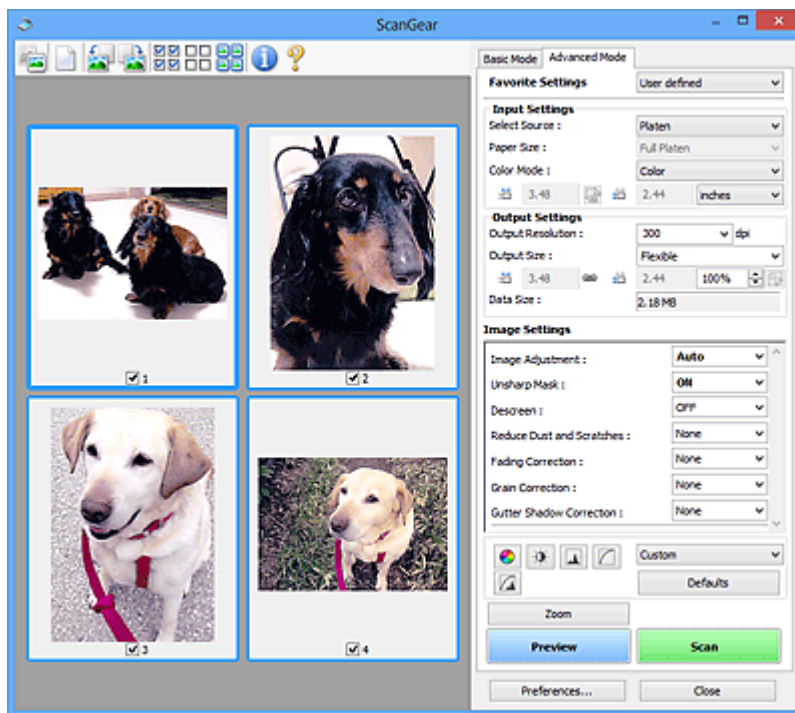 ScanGear
Basic Mode Advanced Mode
Favorite Settings User defined
Input Settings
Select Source : Platen
Paper Size : Full Platen
Color Mode : Color
3.48 2.44 inches
Output Settings
Output Resolution : 300 dpi
Output Size : Flexible
3.48 2.44 100%
Data Size : 2.18 MB
Image Settings
Image Adjustment : Auto
Unsharp Mask : ON
Descreen : OFF
Reduce Dust and Scratches : None
Fading Correction : None
Grain Correction : None
Gutter Shadow Correction : None
Custom
Defaults
Zoom
Preview Scan
Preferences... Close
1
2
3
4